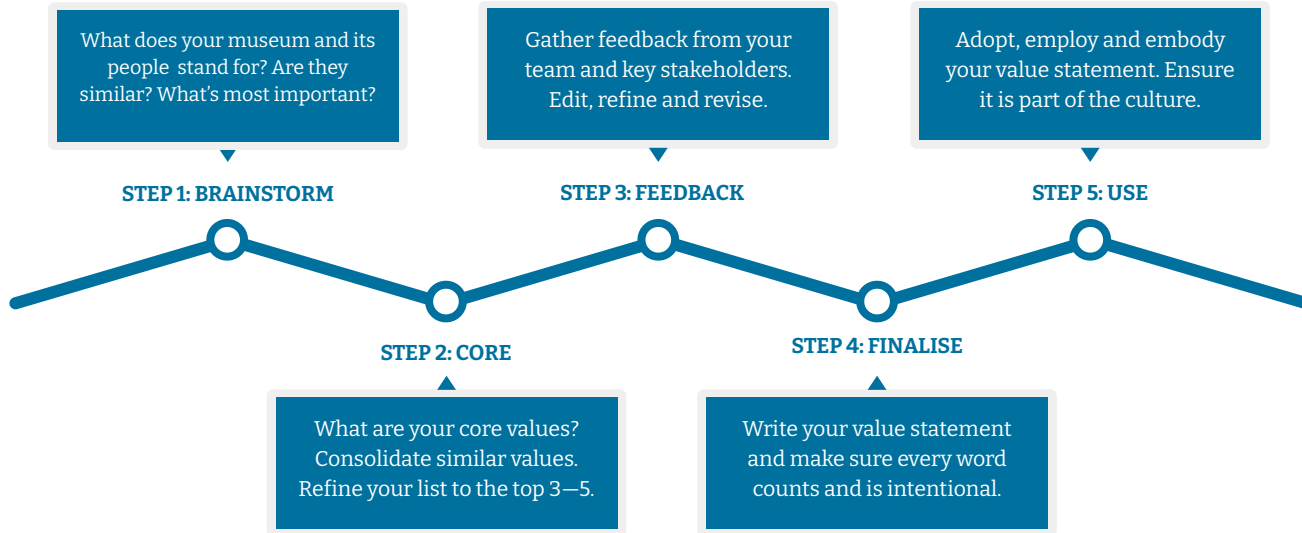 What does your museum and its
people stand for? Are they
similar? What's most important?
STEP 1: BRAINSTORM
STEP 2: CORE
What are your core values?
Consolidate similar values.
Refine your list to the top 3—5.
Gather feedback from your
team and key stakeholders.
Edit, refine and revise.
STEP 3: FEEDBACK
STEP 4: FINALISE
Write your value statement
and make sure every word
counts and is intentional.
Adopt, employ and embody
your value statement. Ensure
it is part of the culture.
STEP 5: USE